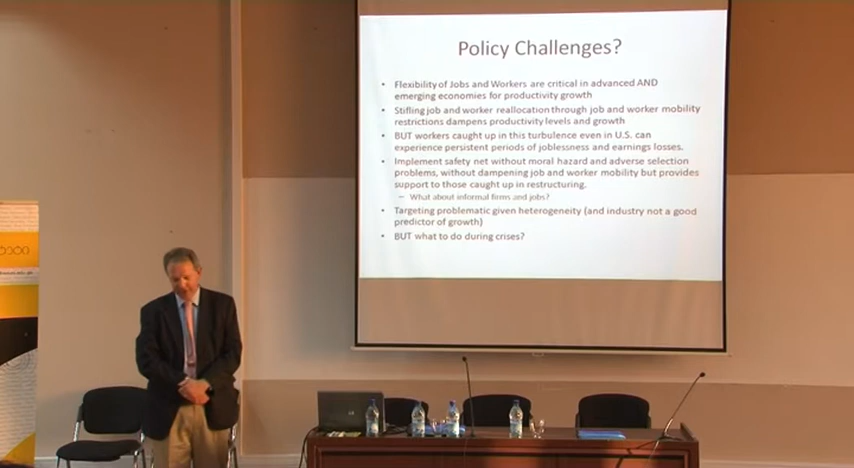 Policy Challenges?
• Flexibility of Jobs and Workers are critical in advanced AND
emerging economies for productivity growth
• Stifling job and worker reallocation through job and worker mobility
restrictions dampens productivity levels and growth
• BUT workers caught up in this turbulence even in U.S. can
experience persistent periods of joblessness and earnings losses.
• Implement safety net without moral hazard and adverse selection
problems, without dampening job and worker mobility but provides
support to those caught up in restructuring.
– What about informal firms and jobs?
• Targeting problematic given heterogeneity (and industry not a good
predictor of growth)
• BUT what to do during crises?